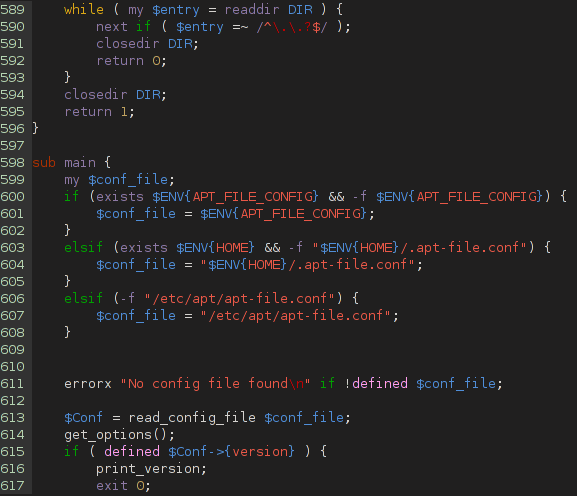 589     while ( my $entry = readdir DIR ) {
590         next if ( $entry =~ /^\.\.?$/ );
591         closedir DIR;
592         return 0;
593     }
594     closedir DIR;
595     return 1;
596 }
597
598 sub main {
599     my $conf_file;
600     if (exists $ENV{APT_FILE_CONFIG} && -f $ENV{APT_FILE_CONFIG}) {
601         $conf_file = $ENV{APT_FILE_CONFIG};
602     }
603     elsif (exists $ENV{HOME} && -f "$ENV{HOME}/.apt-file.conf") {
604         $conf_file = "$ENV{HOME}/.apt-file.conf";
605     }
606     elsif (-f "/etc/apt/apt-file.conf") {
607         $conf_file = "/etc/apt/apt-file.conf";
608     }
609
610
611     errorx "No config file found\n" if !defined $conf_file;
612
613     $Conf = read_config_file $conf_file;
614     get_options();
615     if ( defined $Conf->{version} ) {
616         print_version;
617         exit 0;